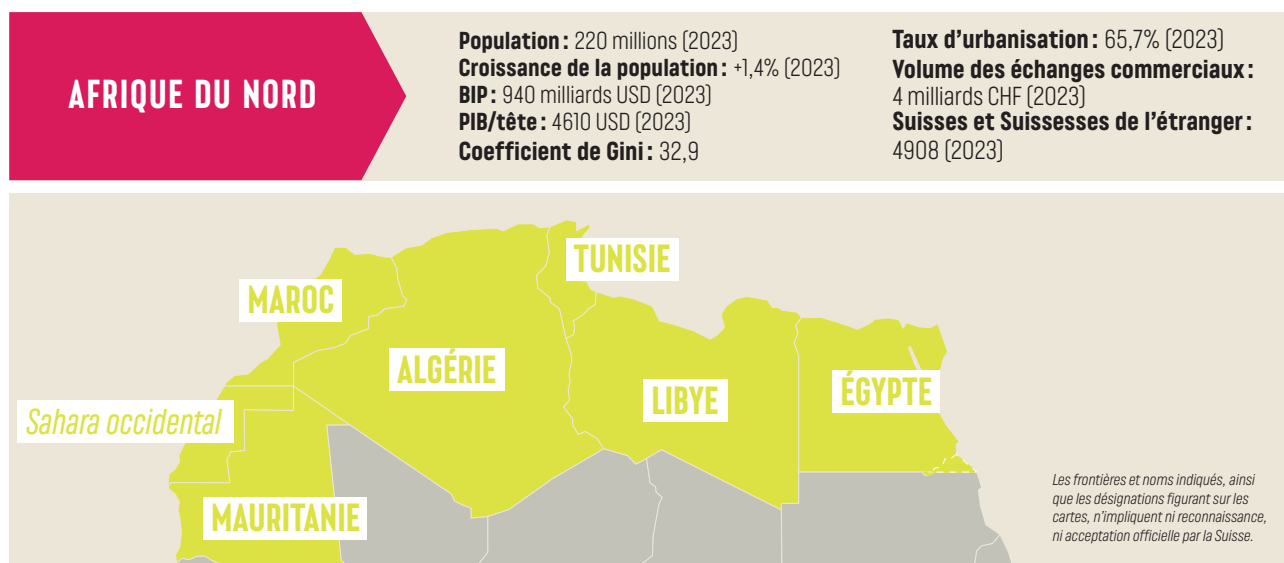 AFRIQUE DU NORD
Population : 220 millions (2023)
Croissance de la population : +1,4% (2023)
BIP : 940 milliards USD (2023)
PIB/tête : 4610 USD (2023)
Coefficient de Gini : 32,9
Taux d’urbanisation : 65,7% (2023)
Volume des échanges commerciaux :
4 milliards CHF (2023)
Suisses et Suissesses de l’étranger :
4908 (2023)
TUNISIE
MAROC
ALGÉRIE
LIBYE
ÉGYPTE
Sahara occidental
MAURITANIE
Les frontières et noms indiqués, ainsi
que les désignations figurant sur les
cartes, n’impliquent ni reconnaissance,
ni acceptation officielle par la Suisse.